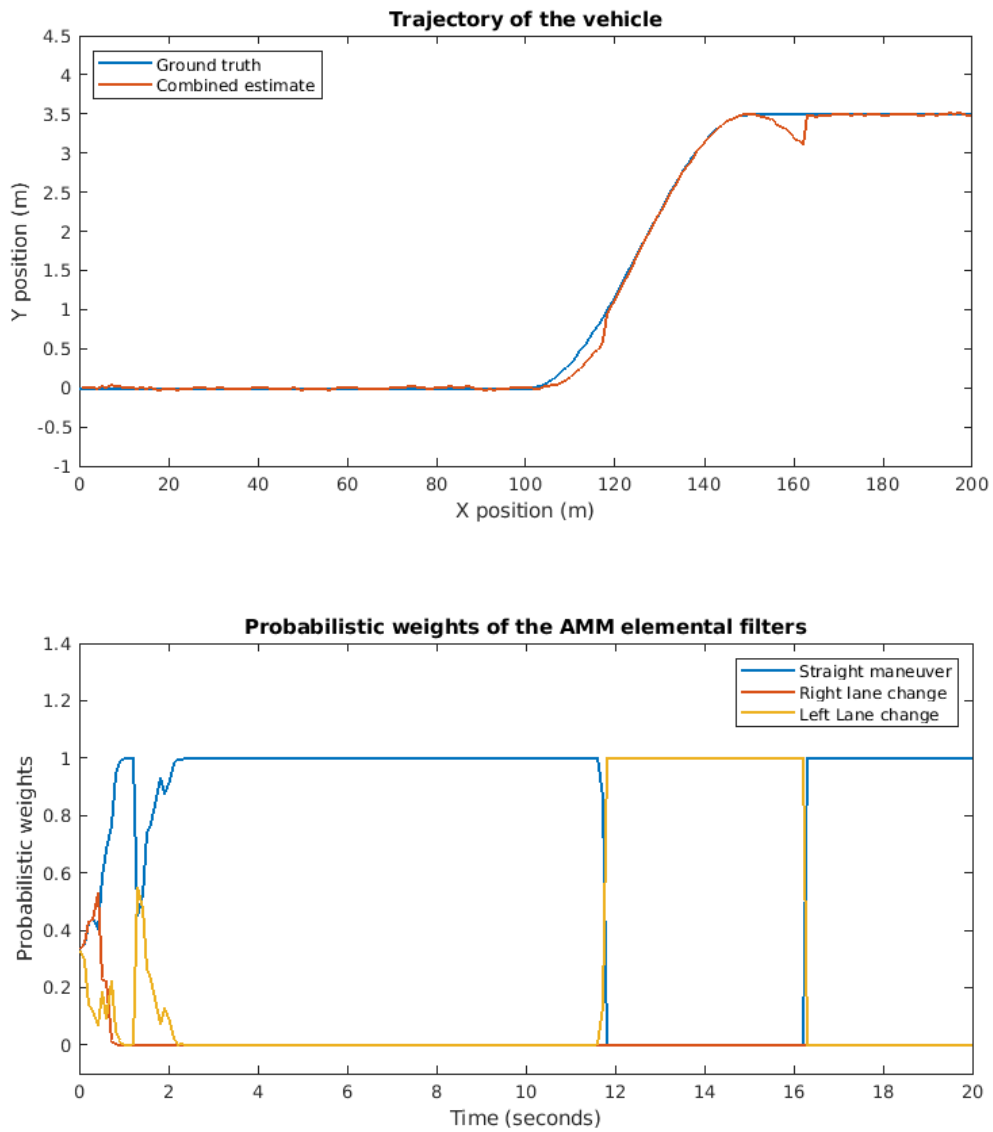 Trajectory of the vehicle
4.5
4
3.5
3
2.5
2
1.5
1
0.5
0
-0.5
-1
Ground truth
Combined estimate
Y position (m)
0 20 40 60 80 100 120 140 160 180 200
X position (m)
Probabilistic weights of the AMM elemental filters
1.4
1.2
1
0.8
0.6
0.4
0.2
0
Straight maneuver
Right lane change
Left Lane change
Probabilistic weights
0 2 4 6 8 10 12 14 16 18 20
Time (seconds)